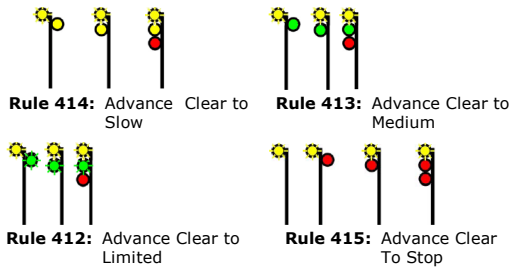 Rule 414: Advance Clear to
Slow
Rule 413: Advance Clear to
Medium
Rule 412: Advance Clear to
Limited
Rule 415: Advance Clear
To Stop